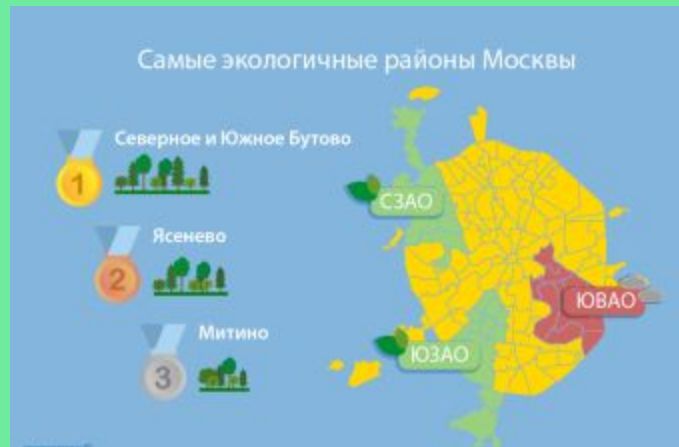 Самые экологичные районы Москвы
Северное и Южное Бутово
1
СЗАО
Ясенево
2
ЮВАО
Митино
3
ЮЗАО